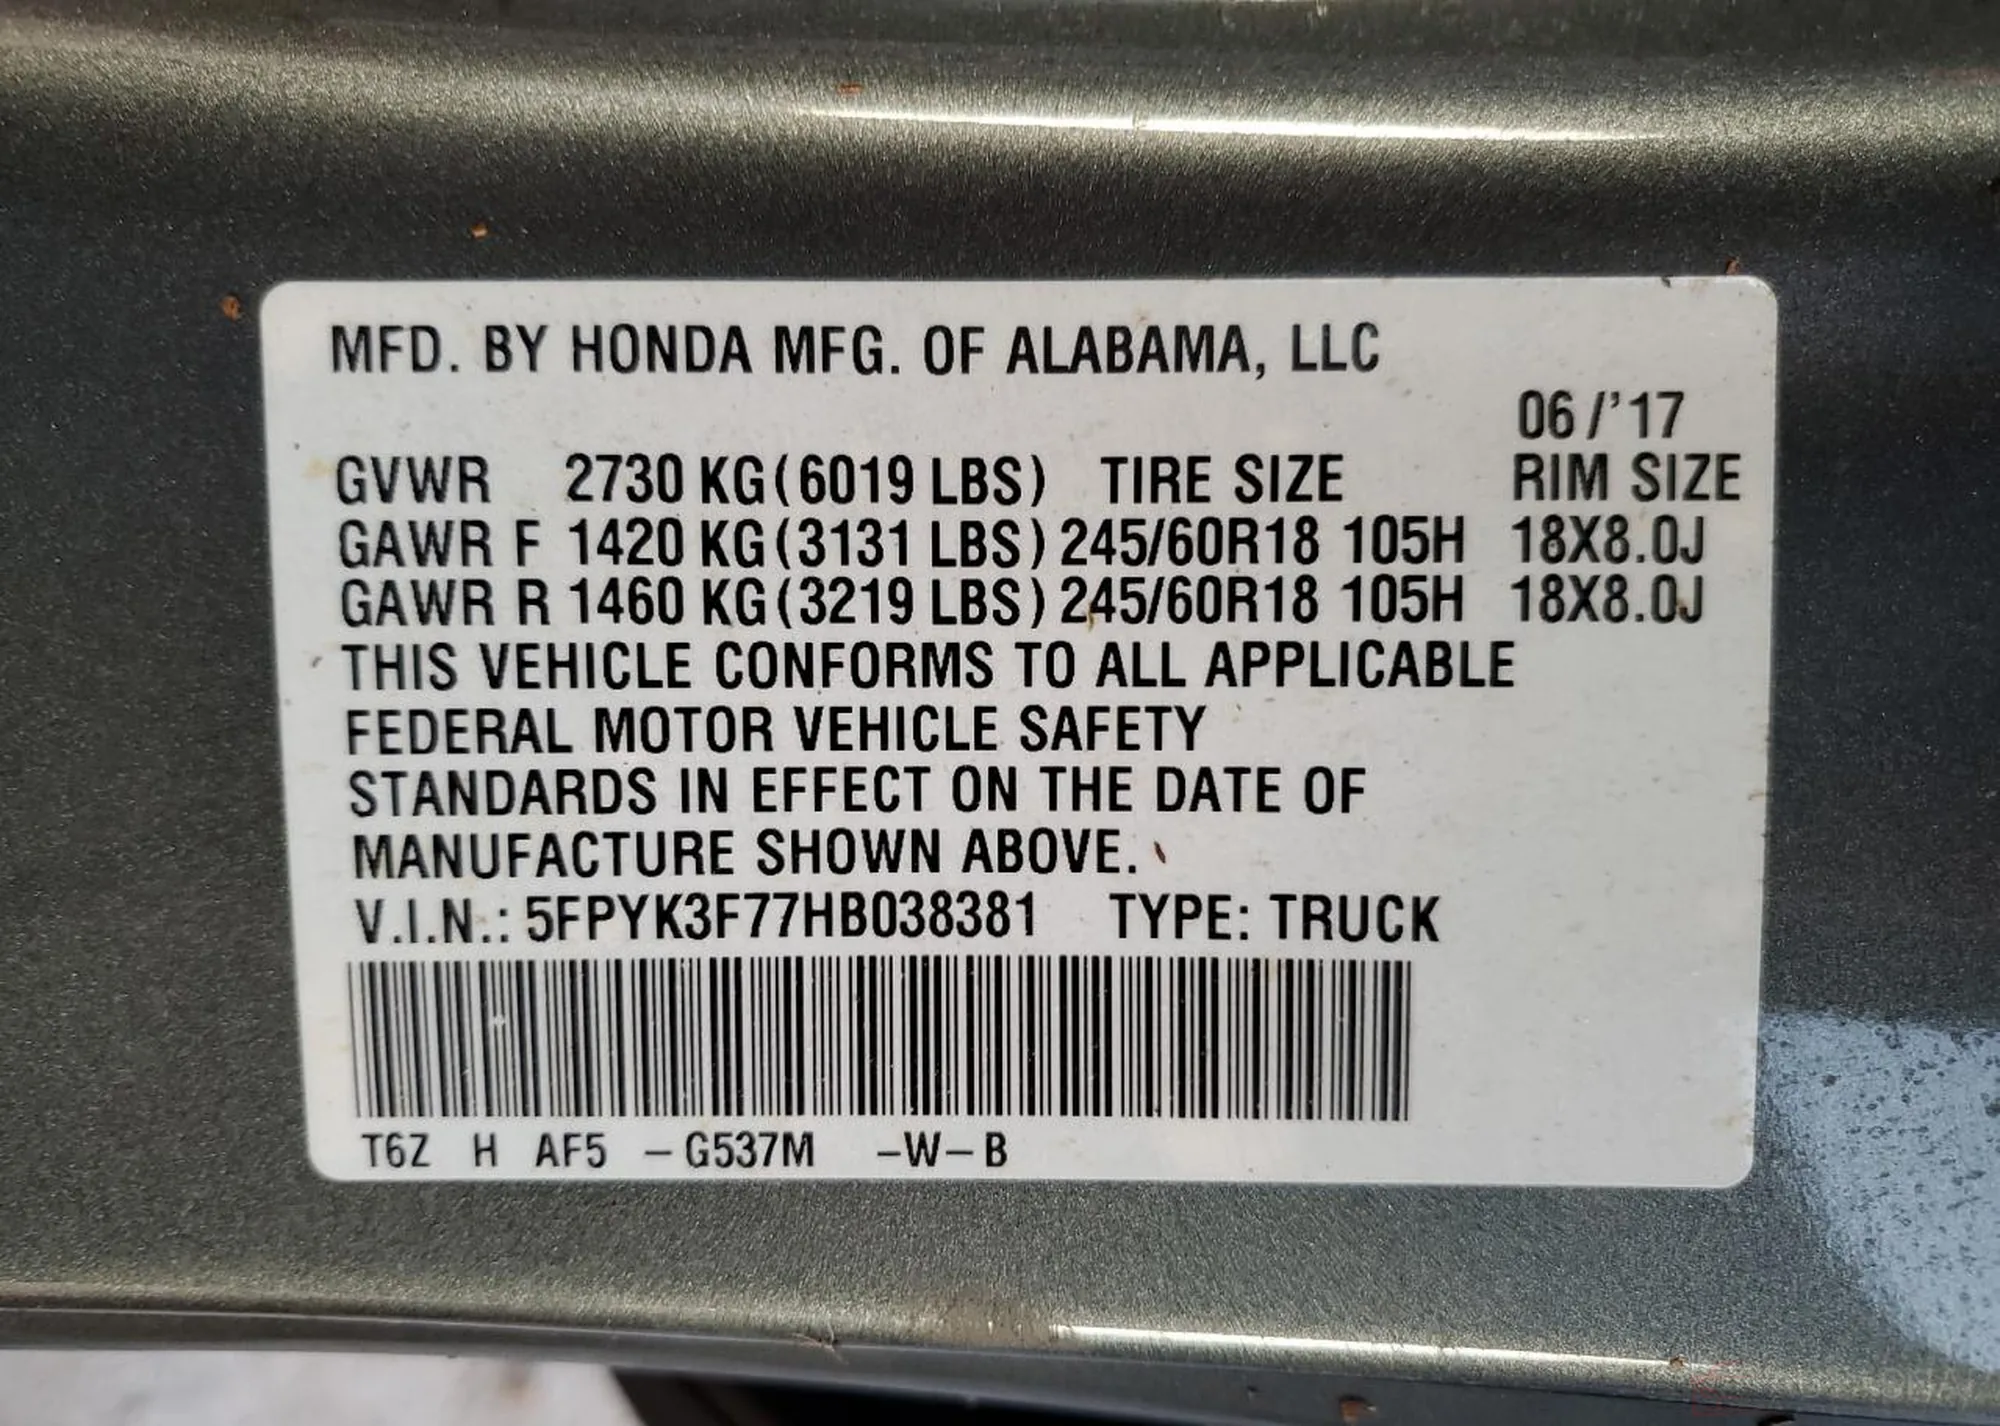 MFD. BY HONDA MFG. OF ALABAMA, LLC
06/'17
GVWR 2730 KG(6019 LBS) TIRE SIZE RIM SIZE
GAWR F 1420 KG(3131 LBS) 245/60R18 105H 18X8.0J
GAWR R 1460 KG(3219 LBS) 245/60R18 105H 18X8.0J
THIS VEHICLE CONFORMS TO ALL APPLICABLE
FEDERAL MOTOR VEHICLE SAFETY
STANDARDS IN EFFECT ON THE DATE OF
MANUFACTURE SHOWN ABOVE.
V.I.N.: 5FPYK3F77HB038381 TYPE: TRUCK
T6Z H AF5 -G537M -W-B